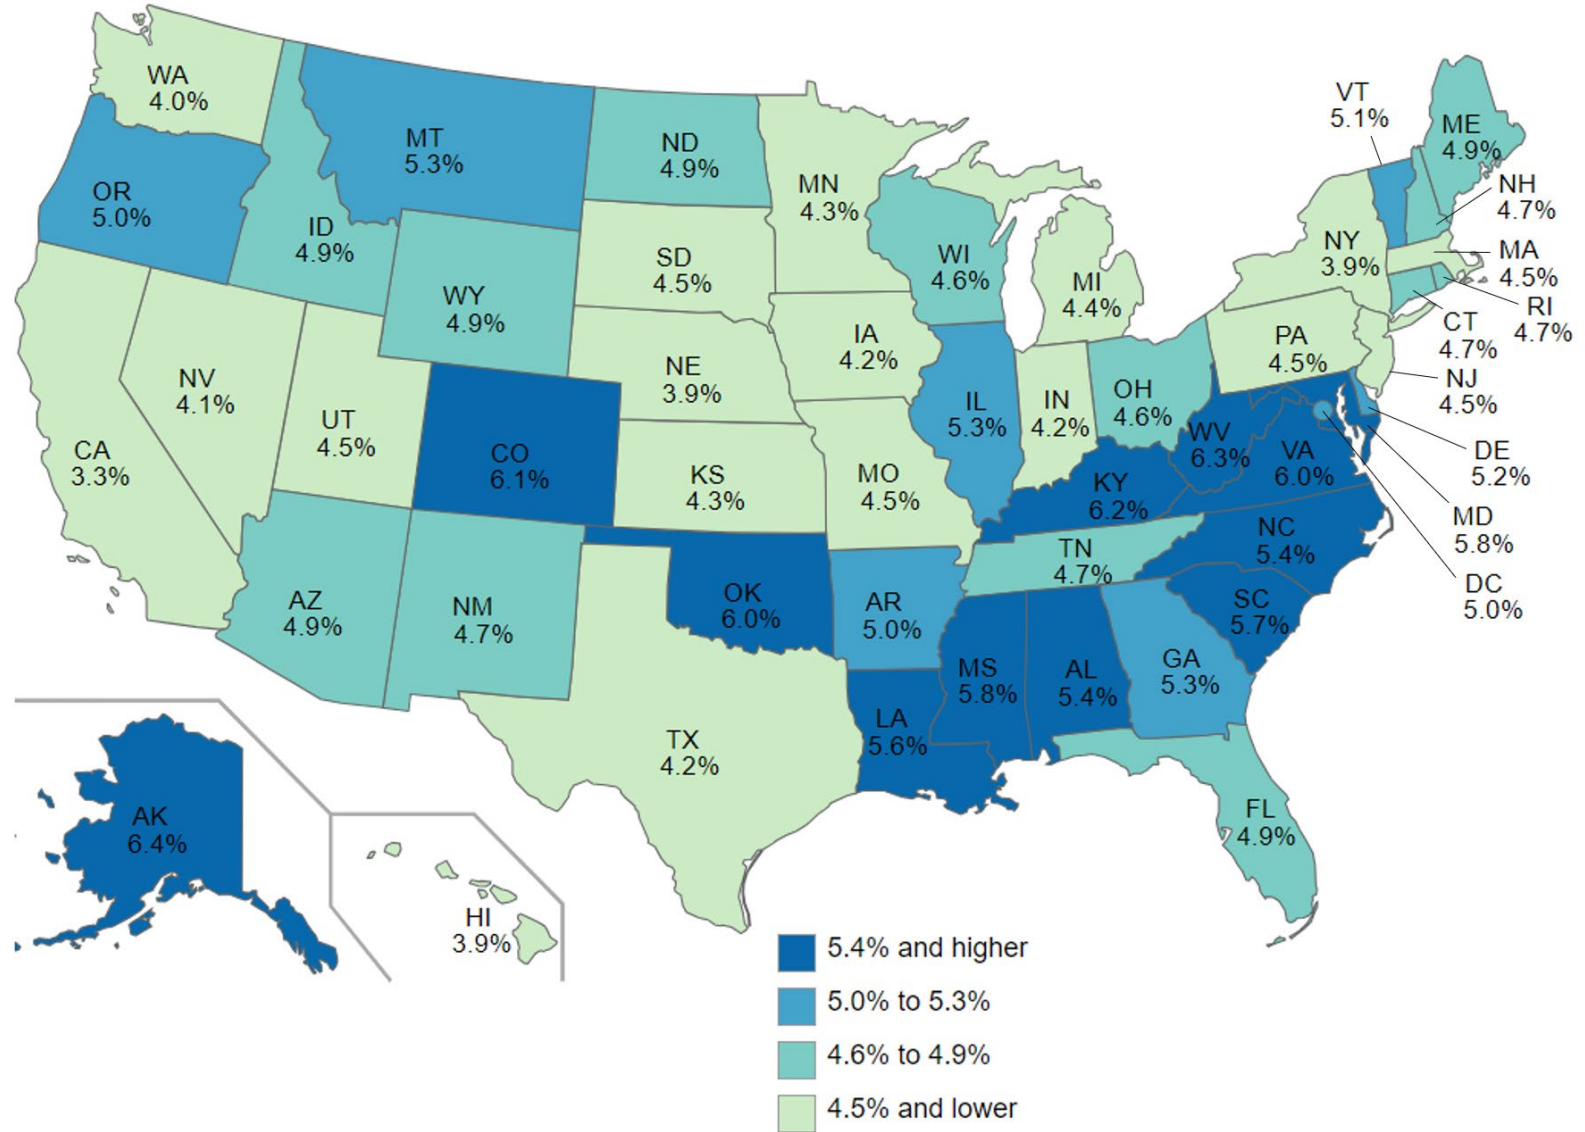 WA
4.0%
MT
5.3%
ND
4.9%
MN
4.3%
VT
5.1%
ME
4.9%
OR
5.0%
ID
4.9%
WY
4.9%
SD
4.5%
WI
4.6%
MI
4.4%
NY
3.9%
NH
4.7%
MA
4.5%
RI
4.7%
CT
4.7%
NJ
4.5%
PA
4.5%
CA
3.3%
NV
4.1%
UT
4.5%
CO
6.1%
NE
3.9%
KS
4.3%
IA
4.2%
MO
4.5%
IL
5.3%
IN
4.2%
OH
4.6%
WV
6.3%
VA
6.0%
KY
6.2%
DE
5.2%
MD
5.8%
DC
5.0%
NC
5.4%
TN
4.7%
SC
5.7%
AZ
4.9%
NM
4.7%
OK
6.0%
AR
5.0%
MS
5.8%
AL
5.4%
GA
5.3%
LA
5.6%
TX
4.2%
FL
4.9%
AK
6.4%
HI
3.9%
5.4% and higher
5.0% to 5.3%
4.6% to 4.9%
4.5% and lower